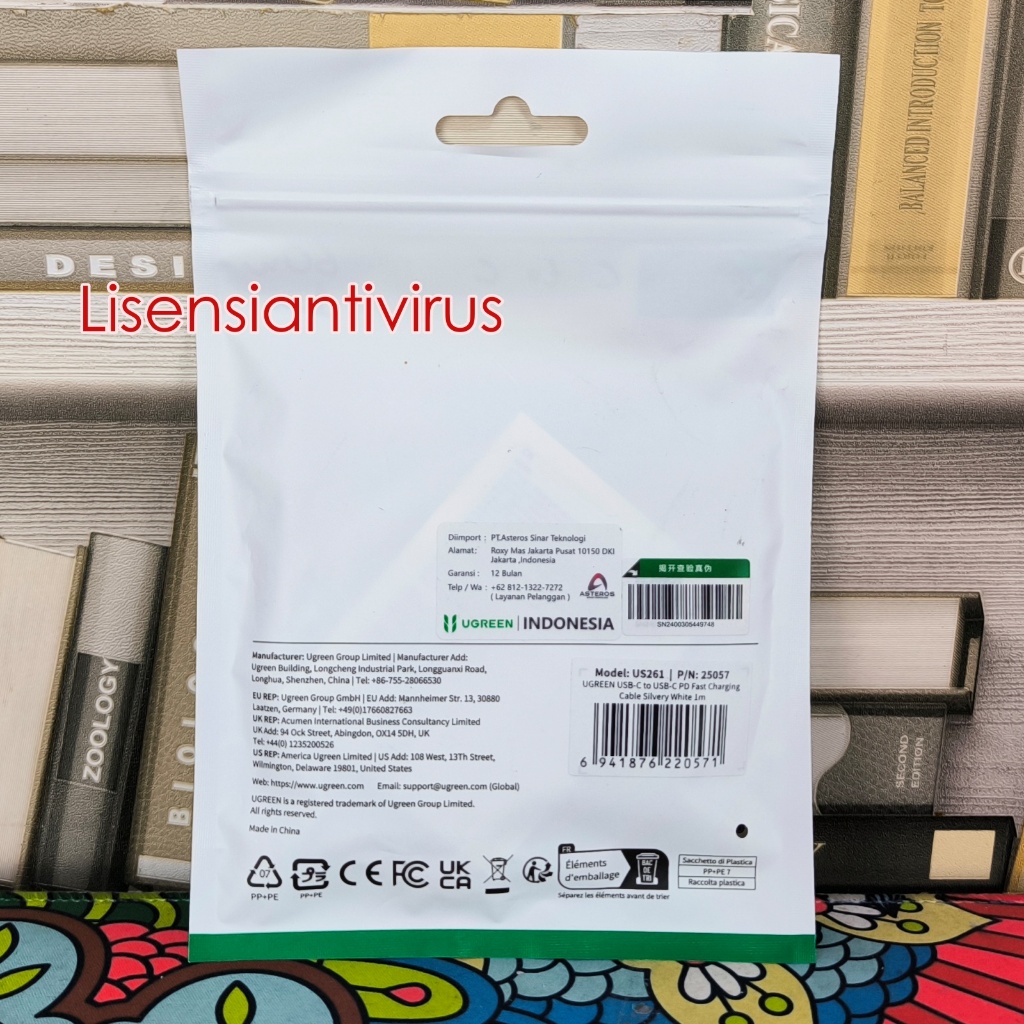 BALANCED INTRODUCTION TO
DESI
Lisensiantivirus
Diimport : PT.Asteros Sinar Teknologi
Alamat: Roxy Mas Jakarta Pusat 10150 DKI
Jakarta ,Indonesia
Garansi : 12 Bulan
Telp / Wa : +62 812-1322-7272
( Layanan Pelanggan )
ASTEROS
UGREEN | INDONESIA
揭开查验真伪
SN2400305449748
Manufacturer: Ugreen Group Limited | Manufacturer Add:
Ugreen Building, Longcheng Industrial Park, Longguanxi Road,
Longhua, Shenzhen, China | Tel: +86-755-28066530
EU REP: Ugreen Group GmbH | EU Add: Mannheimer Str. 13, 30880
Laatzen, Germany | Tel: +49(0)17660827663
UK REP: Acumen International Business Consultancy Limited
UK Add: 94 Ock Street, Abingdon, OX14 5DH, UK
Tel: +44(0) 1235200526
US REP: America Ugreen Limited | US Add: 108 West, 13Th Street,
Wilmington, Delaware 19801, United States
Web: https://www.ugreen.com Email: support@ugreen.com (Global)
UGREEN is a registered trademark of Ugreen Group Limited.
All rights reserved.
Made in China
Model: US261 | P/N: 25057
UGREEN USB-C to USB-C PD Fast Charging
Cable Silvery White 1m
6 941876 220571
ZOOLOGY
BIOLO
SECOND
EDITION
07
PP+PE
PP+PE
CE FC UK
CA
FR
Éléments
d'emballage
BAC
DE
TRI
Séparez les éléments avant de trier
Sacchetto di Plastica
PP+PE 7
Raccolta plastica